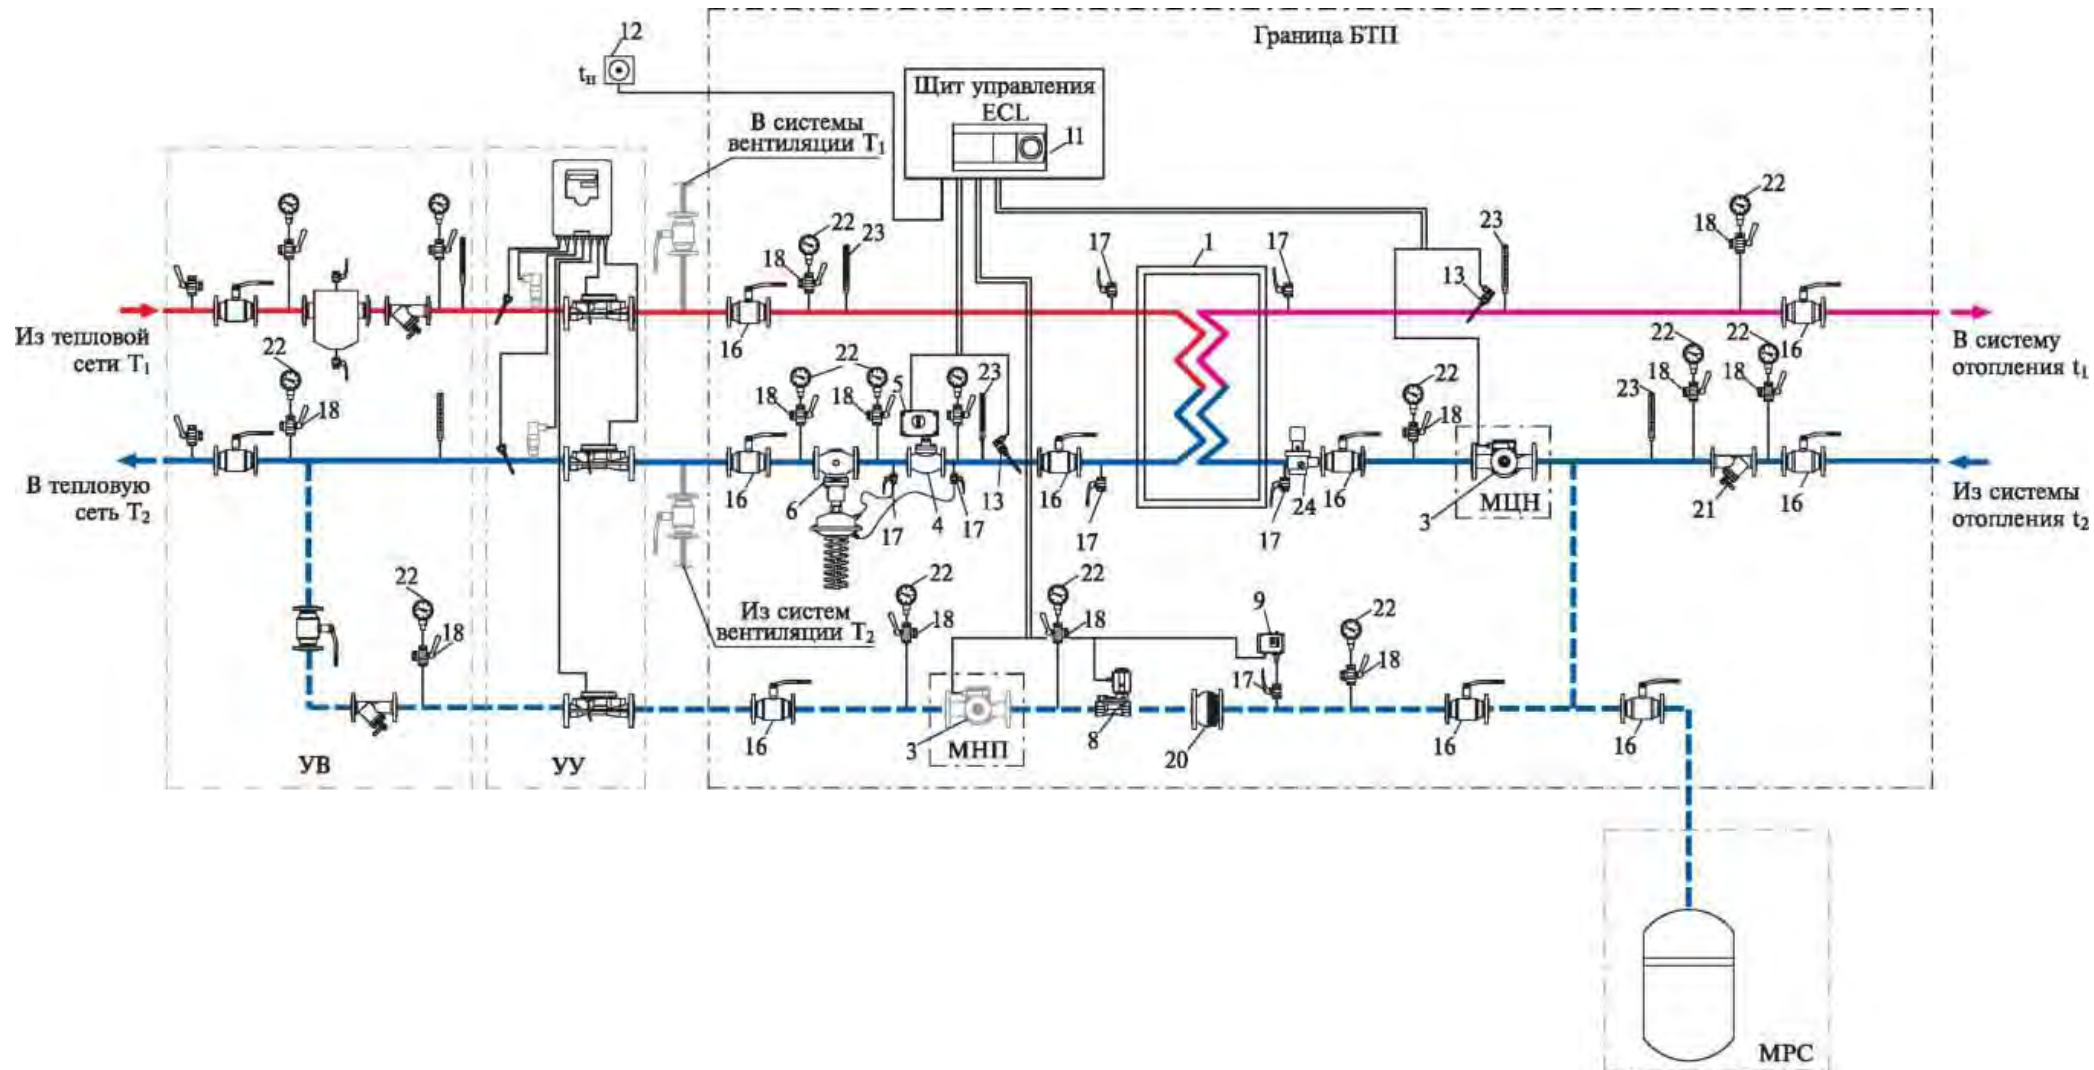 Граница БТП
12
tн
Щит управления
ECL
11
В системы
вентиляции Т1
22
18
23
17
1
17
23
13
22
18
16
16
Из тепловой
сети Т1
В систему
отопления t1
22
18
22
18
18
5
23
22
18
23
22
18
22
18
16
6
17
4
17
13
16
17
17
24
16
3
МЦН
21
16
В тепловую
сеть Т2
Из системы
отопления t2
Из систем
вентиляции Т2
22
18
22
18
22
18
9
17
22
18
16
3
МНП
8
20
16
16
УВ
УУ
МРС